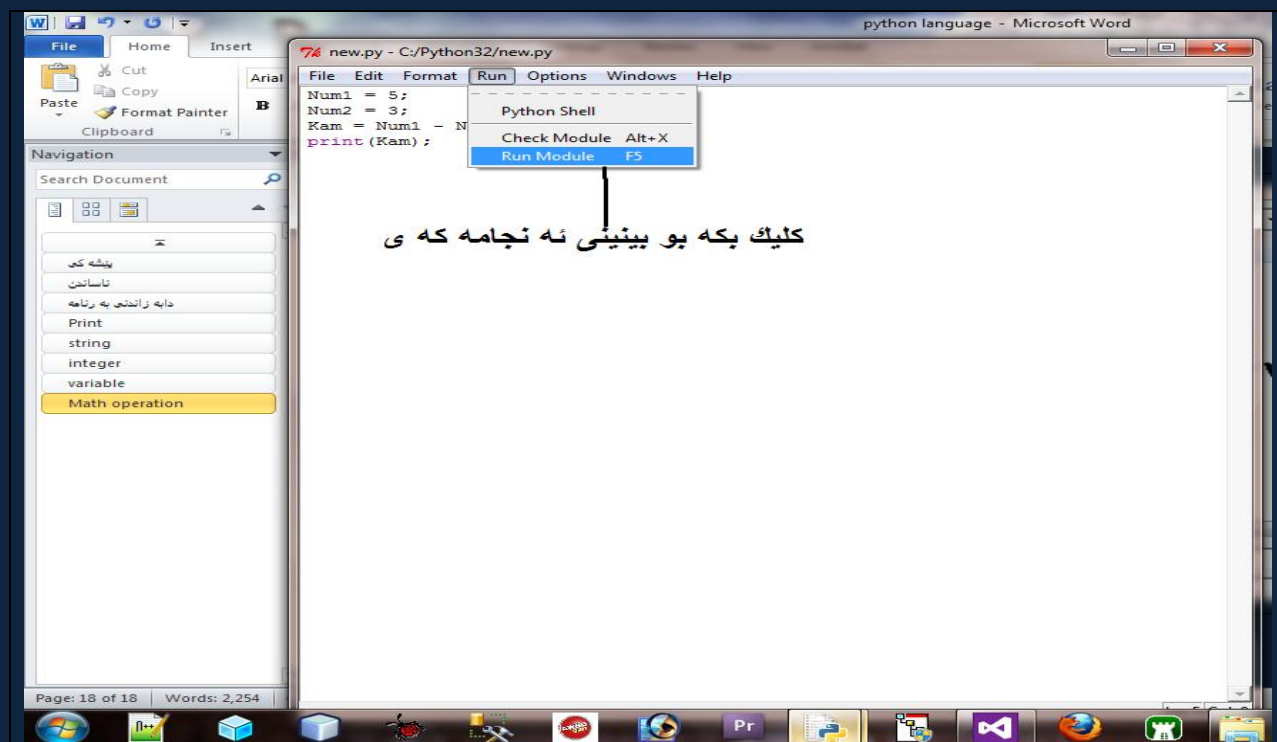 python language - Microsoft Word
File Home Insert
Cut
Copy
Paste
Format Painter
Clipboard
Arial
B
Navigation
Search Document
پێشه کی
ناساندن
دابه زاندنی به رنامه
Print
string
integer
variable
Math operation
Page: 18 of 18 Words: 2,254
new.py - C:/Python32/new.py
File Edit Format Run Options Windows Help
Num1 = 5;
Num2 = 3;
Kam = Num1 - N
print(Kam);
Python Shell
Check Module Alt+X
Run Module F5
كليك بكه بو بينينى ئه نجامه كه ى
Pr